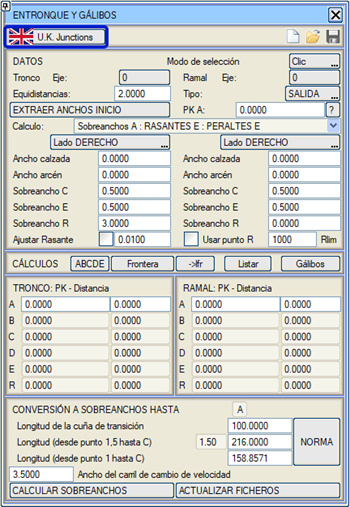 ENTRONQUE Y GÁLIBOS
U.K. Junctions
DATOS Modo de selección Clic ...
Tronco Eje: 0 Ramal Eje: 0
Equidistancias: 2.0000 Tipo: SALIDA ...
EXTRAER ANCHOS INICIO PK A: 0.0000 ?
Calculo: Sobreanchos A : RASANTES E : PERALTES E
Lado DERECHO ... Lado DERECHO ...
Ancho calzada 0.0000 Ancho calzada 0.0000
Ancho arcén 0.0000 Ancho arcén 0.0000
Sobreancho C 0.5000 Sobreancho C 0.5000
Sobreancho E 0.5000 Sobreancho E 0.5000
Sobreancho R 3.0000 Sobreancho R 0.0000
Ajustar Rasante 0.0100 Usar punto R 1000 Rlim
CÁLCULOS ABCDE Frontera ->lfr Listar Gálibos
TRONCO: PK - Distancia RAMAL: PK - Distancia
A 0.0000 0.0000 A 0.0000 0.0000
B 0.0000 0.0000 B 0.0000 0.0000
C 0.0000 0.0000 C 0.0000 0.0000
D 0.0000 0.0000 D 0.0000 0.0000
E 0.0000 0.0000 E 0.0000 0.0000
R 0.0000 0.0000 R 0.0000 0.0000
CONVERSIÓN A SOBREANCHOS HASTA A
Longitud de la cuña de transición 100.0000
Longitud (desde punto 1,5 hasta C) 1.50 216.0000 NORMA
Longitud (desde punto 1 hasta C) 158.8571
3.5000 Ancho del carril de cambio de velocidad
CALCULAR SOBREANCHOS ACTUALIZAR FICHEROS